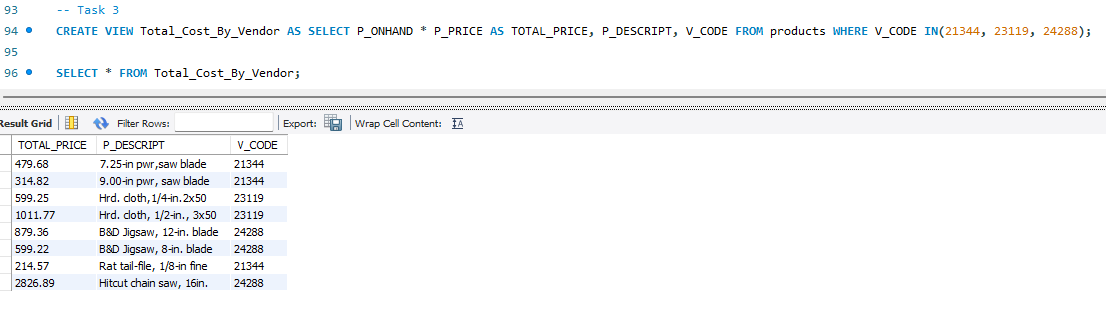 93 -- Task 3
94 CREATE VIEW Total_Cost_By_Vendor AS SELECT P_ONHAND * P_PRICE AS TOTAL_PRICE, P_DESCRIPT, V_CODE FROM products WHERE V_CODE IN(21344, 23119, 24288);
95
96 SELECT * FROM Total_Cost_By_Vendor;
Result Grid Filter Rows: Export: Wrap Cell Content: IA
TOTAL_PRICE P_DESCRIPT V_CODE
479.68 7.25-in pwr,saw blade 21344
314.82 9.00-in pwr, saw blade 21344
599.25 Hrd. cloth,1/4-in.2x50 23119
1011.77 Hrd. cloth, 1/2-in., 3x50 23119
879.36 B&D Jigsaw, 12-in. blade 24288
599.22 B&D Jigsaw, 8-in. blade 24288
214.57 Rat tail-file, 1/8-in fine 21344
2826.89 Hitcut chain saw, 16in. 24288